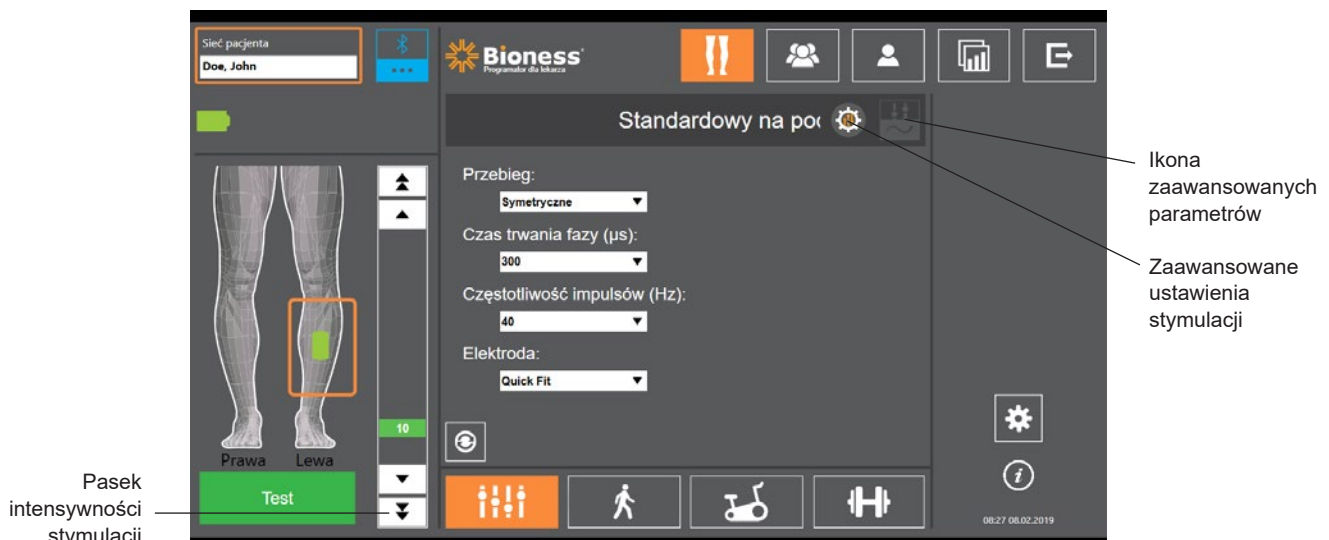 Sieć pacjenta
Doe, John
Bioness
Programator dla lekarza
Standardowy na poc
Przebieg:
Symetryczne
Czas trwania fazy (μs):
300
Częstotliwość impulsów (Hz):
40
Elektroda:
Quick Fit
10
Prawa Lewa
Test
08:27 08.02.2019
Ikona
zaawansowanych
parametrów
Zaawansowane
ustawienia
stymulacji
Pasek
intensywności
stymulacji